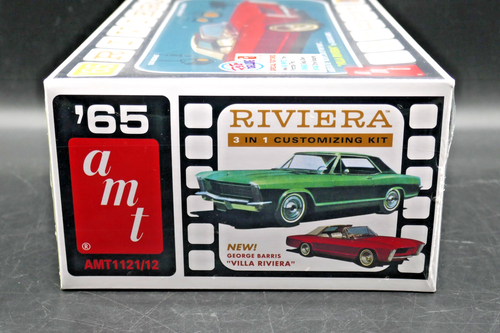 '65
amt
®
AMT1121/12
RIVIERA
3 IN 1 CUSTOMIZING KIT
NEW!
GEORGE BARRIS
"VILLA RIVIERA"